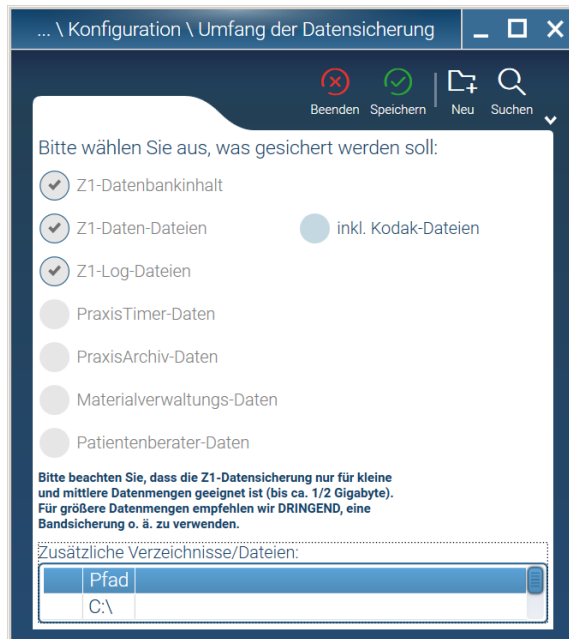 ... \ Konfiguration \ Umfang der Datensicherung
Beenden Speichern Neu Suchen
Bitte wählen Sie aus, was gesichert werden soll:
Z1-Datenbankinhalt
Z1-Daten-Dateien inkl. Kodak-Dateien
Z1-Log-Dateien
PraxisTimer-Daten
PraxisArchiv-Daten
Materialverwaltungs-Daten
Patientenberater-Daten
Bitte beachten Sie, dass die Z1-Datensicherung nur für kleine
und mittlere Datenmengen geeignet ist (bis ca. 1/2 Gigabyte).
Für größere Datenmengen empfehlen wir DRINGEND, eine
Bandsicherung o. ä. zu verwenden.
Zusätzliche Verzeichnisse/Dateien:
Pfad
C:\